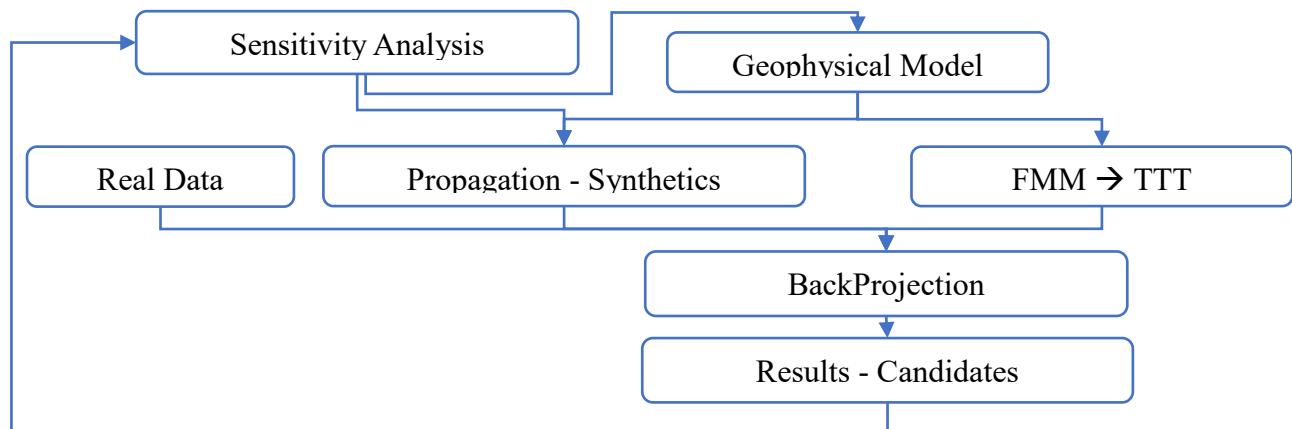 Sensitivity Analysis
Geophysical Model
Real Data
Propagation - Synthetics
FMM → TTT
BackProjection
Results - Candidates